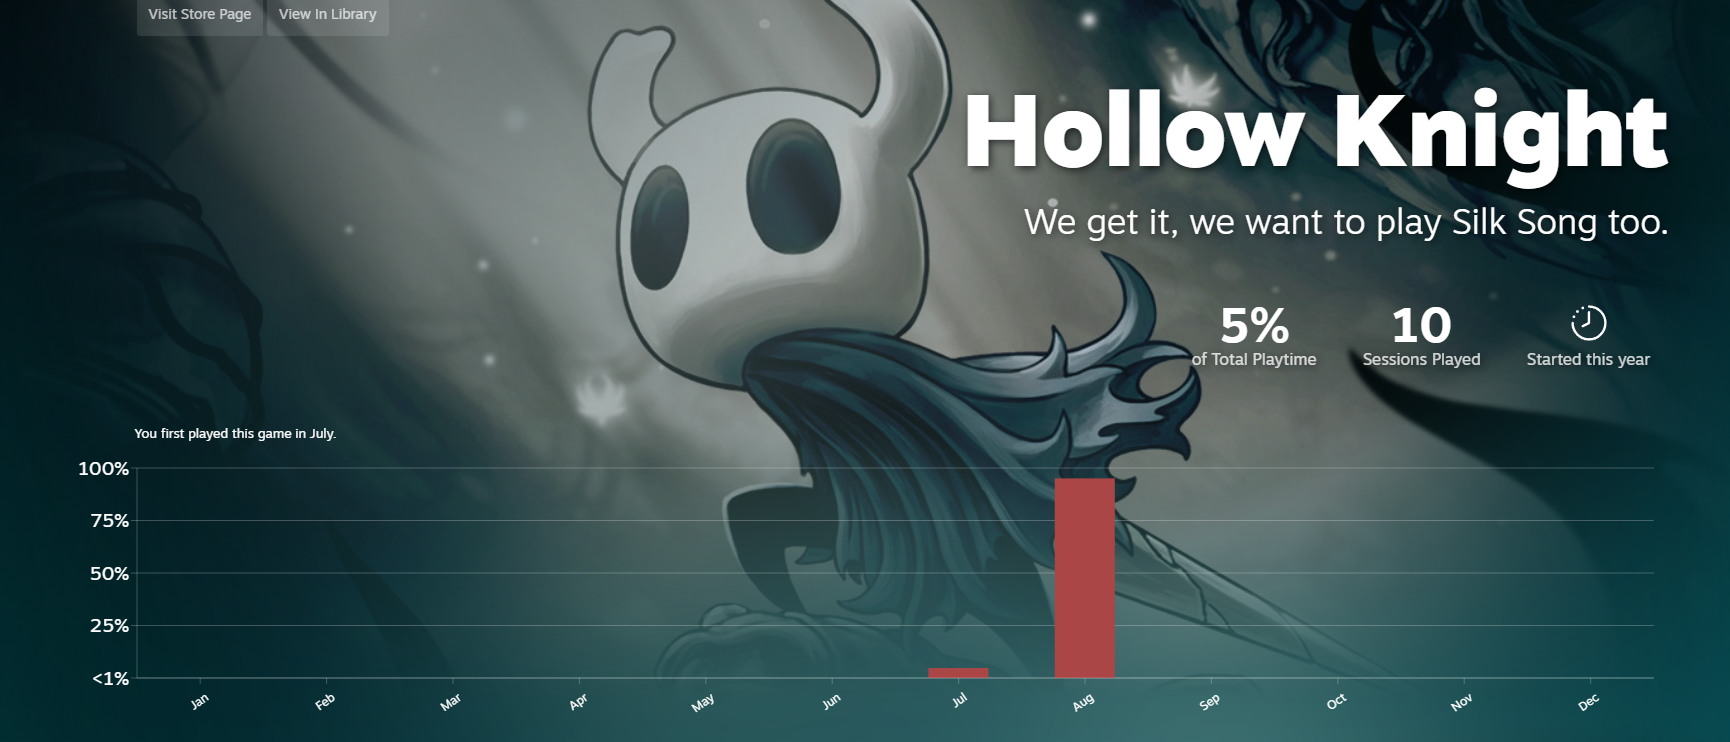 Visit Store Page
View In Library
Hollow Knight
We get it, we want to play Silk Song too.
5%
of Total Playtime
10
Sessions Played
Started this year
You first played this game in July.
100%
75%
50%
25%
<1%
Jan
Feb
Mar
Apr
May
Jun
Jul
Aug
Sep
Oct
Nov
Dec